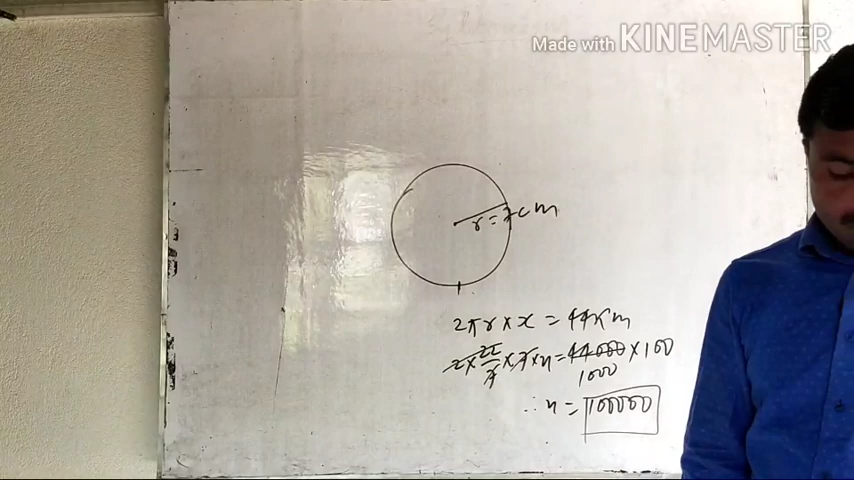 Made with KINEMASTER
r = 7cm
2πr × x = 44km
2 × 22/7 × 7 × x = 44000 × 100
1000
∴ x = 100000